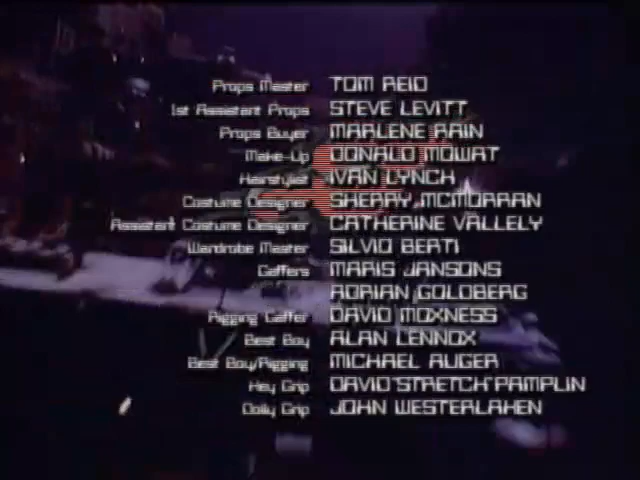 Props Master TOM REID
1st Assistant Props STEVE LEVITT
Props Buyer MARLENE RAIN
Make-Up DONALD MOWAT
Hairstylist IVAN LYNCH
Costume Designer SHERRY MCMORRAN
Assistant Costume Designer CATHERINE VALLELY
Wardrobe Master SILVIO BERTI
Gaffers MARIS JANSONS
ADRIAN GOLDBERG
Rigging Gaffer DAVID MOXNESS
Best Boy ALAN LENNOX
Best Boy/Rigging MICHAEL AUGER
Key Grip DAVID "STRETCH" PAMPLIN
Dolly Grip JOHN WESTERLAKEN